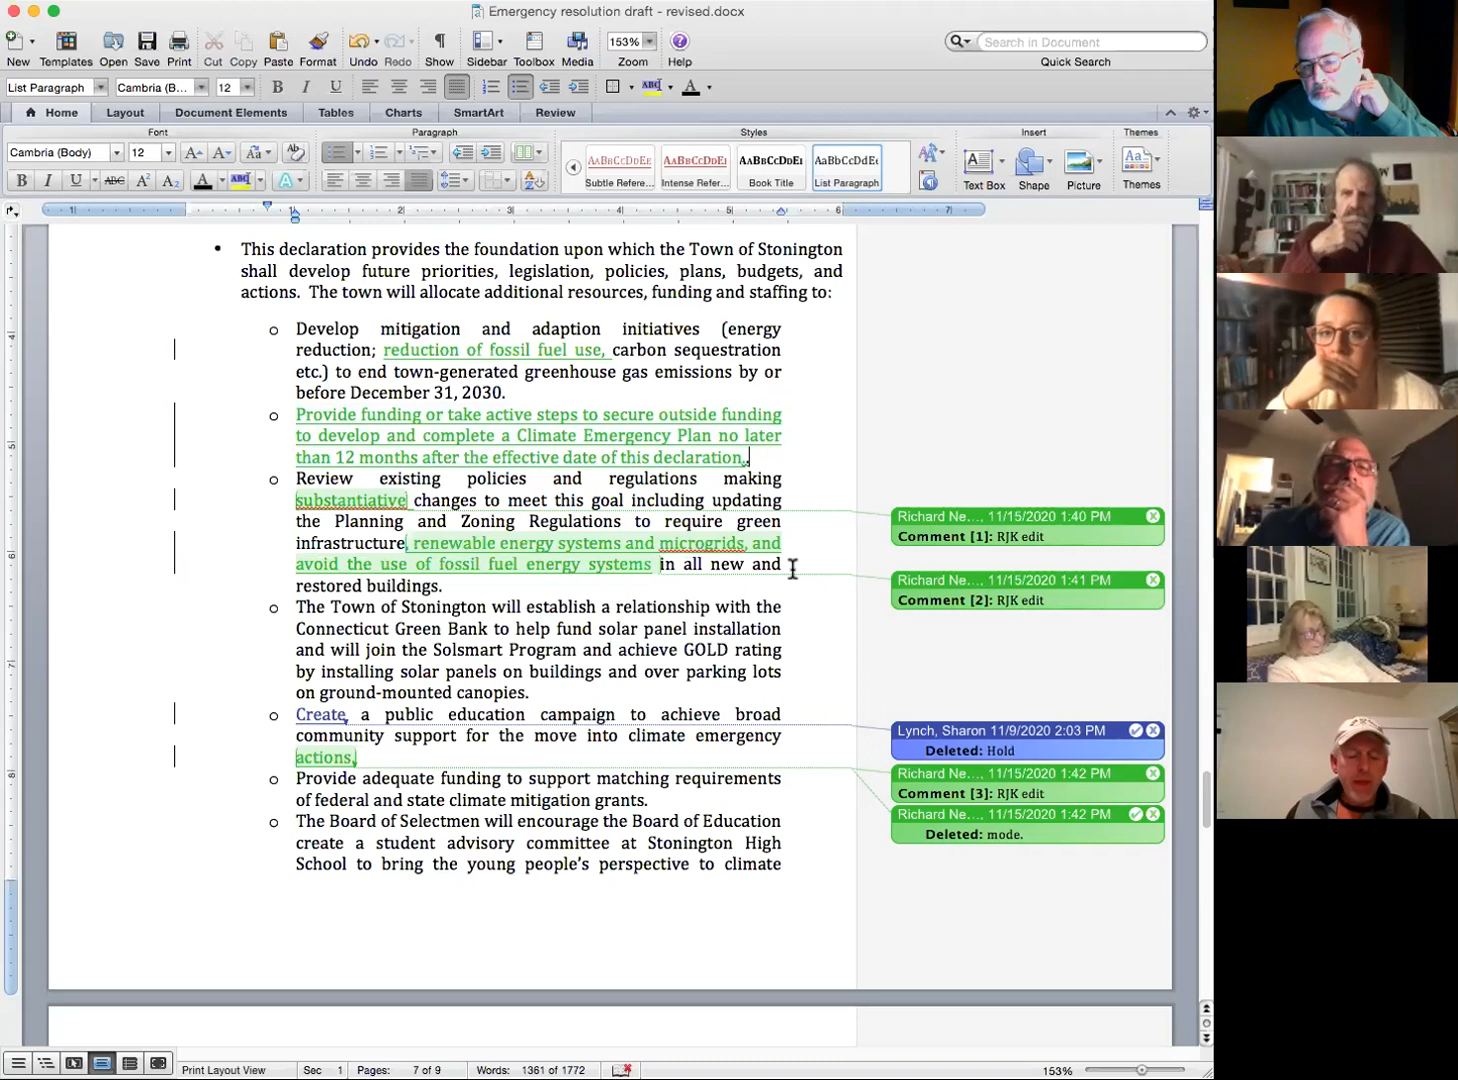 Emergency resolution draft - revised.docx
New Templates Open Save Print Cut Copy Paste Format Undo Redo Show Sidebar Toolbox Media Zoom Help
153%
Search in Document
Quick Search
List Paragraph Cambria (B... 12 B I U
Home Layout Document Elements Tables Charts SmartArt Review
Font Paragraph Styles Insert Themes
Cambria (Body) 12
AaBbCcDdEe AaBbCcDdEe AaBbCcDdEe AaBbCcDdEe
Subtle Refere... Intense Refer... Book Title List Paragraph
Text Box Shape Picture Themes
• This declaration provides the foundation upon which the Town of Stonington
shall develop future priorities, legislation, policies, plans, budgets, and
actions. The town will allocate additional resources, funding and staffing to:
o Develop mitigation and adaption initiatives (energy
reduction; reduction of fossil fuel use, carbon sequestration
etc.) to end town-generated greenhouse gas emissions by or
before December 31, 2030.
o Provide funding or take active steps to secure outside funding
to develop and complete a Climate Emergency Plan no later
than 12 months after the effective date of this declaration.
o Review existing policies and regulations making
substantiative changes to meet this goal including updating
the Planning and Zoning Regulations to require green
infrastructure, renewable energy systems and microgrids, and
avoid the use of fossil fuel energy systems in all new and
restored buildings.
o The Town of Stonington will establish a relationship with the
Connecticut Green Bank to help fund solar panel installation
and will join the Solsmart Program and achieve GOLD rating
by installing solar panels on buildings and over parking lots
on ground-mounted canopies.
o Create a public education campaign to achieve broad
community support for the move into climate emergency
actions.
o Provide adequate funding to support matching requirements
of federal and state climate mitigation grants.
o The Board of Selectmen will encourage the Board of Education
create a student advisory committee at Stonington High
School to bring the young people's perspective to climate
Richard Ne..., 11/15/2020 1:40 PM
Comment [1]: RJK edit
Richard Ne..., 11/15/2020 1:41 PM
Comment [2]: RJK edit
Lynch, Sharon 11/9/2020 2:03 PM
Deleted: Hold
Richard Ne..., 11/15/2020 1:42 PM
Comment [3]: RJK edit
Richard Ne..., 11/15/2020 1:42 PM
Deleted: mode.
Print Layout View Sec 1 Pages: 7 of 9 Words: 1361 of 1772 153%